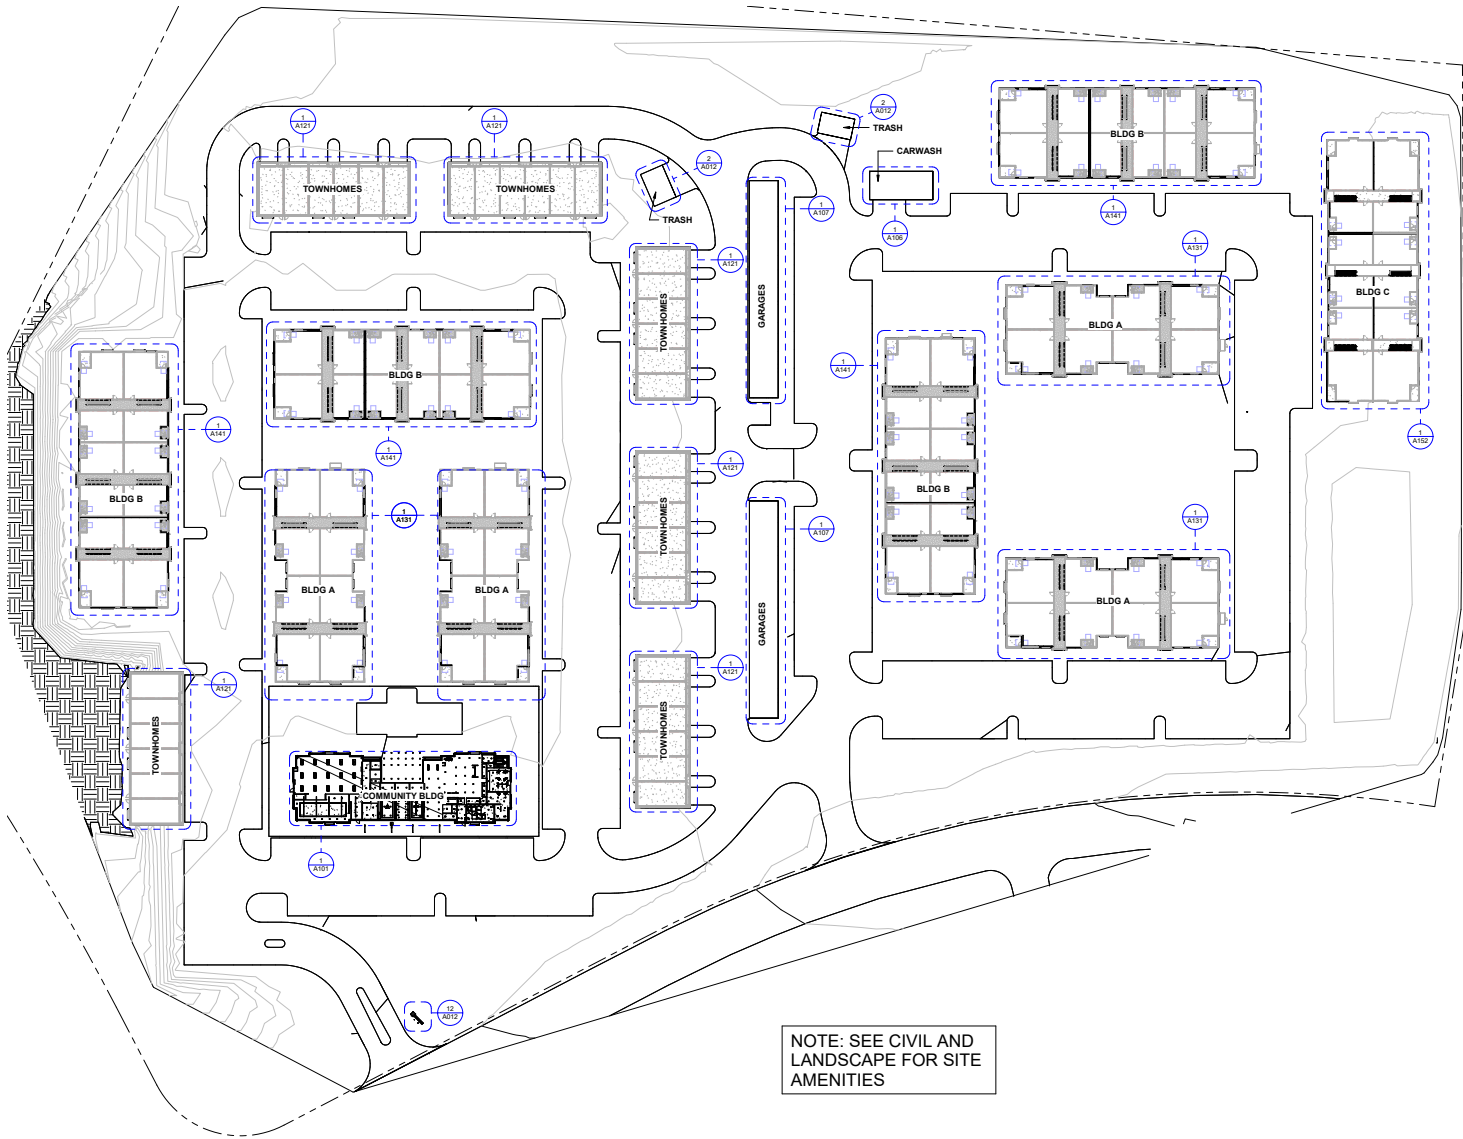 1
A121
1
A121
2
A012
TRASH
CARWASH
2
A012
TRASH
TOWNHOMES
TOWNHOMES
1
A107
1
A106
BLDG B
1
A141
1
A131
1
A121
TOWNHOMES
GARAGES
BLDG A
BLDG C
1
A152
BLDG B
1
A141
1
A141
1
A141
BLDG B
1
A131
BLDG A
BLDG A
1
A121
TOWNHOMES
1
A107
GARAGES
BLDG B
1
A131
BLDG A
1
A121
TOWNHOMES
1
A121
TOWNHOMES
COMMUNITY BLDG
1
A101
12
A012
NOTE: SEE CIVIL AND
LANDSCAPE FOR SITE
AMENITIES